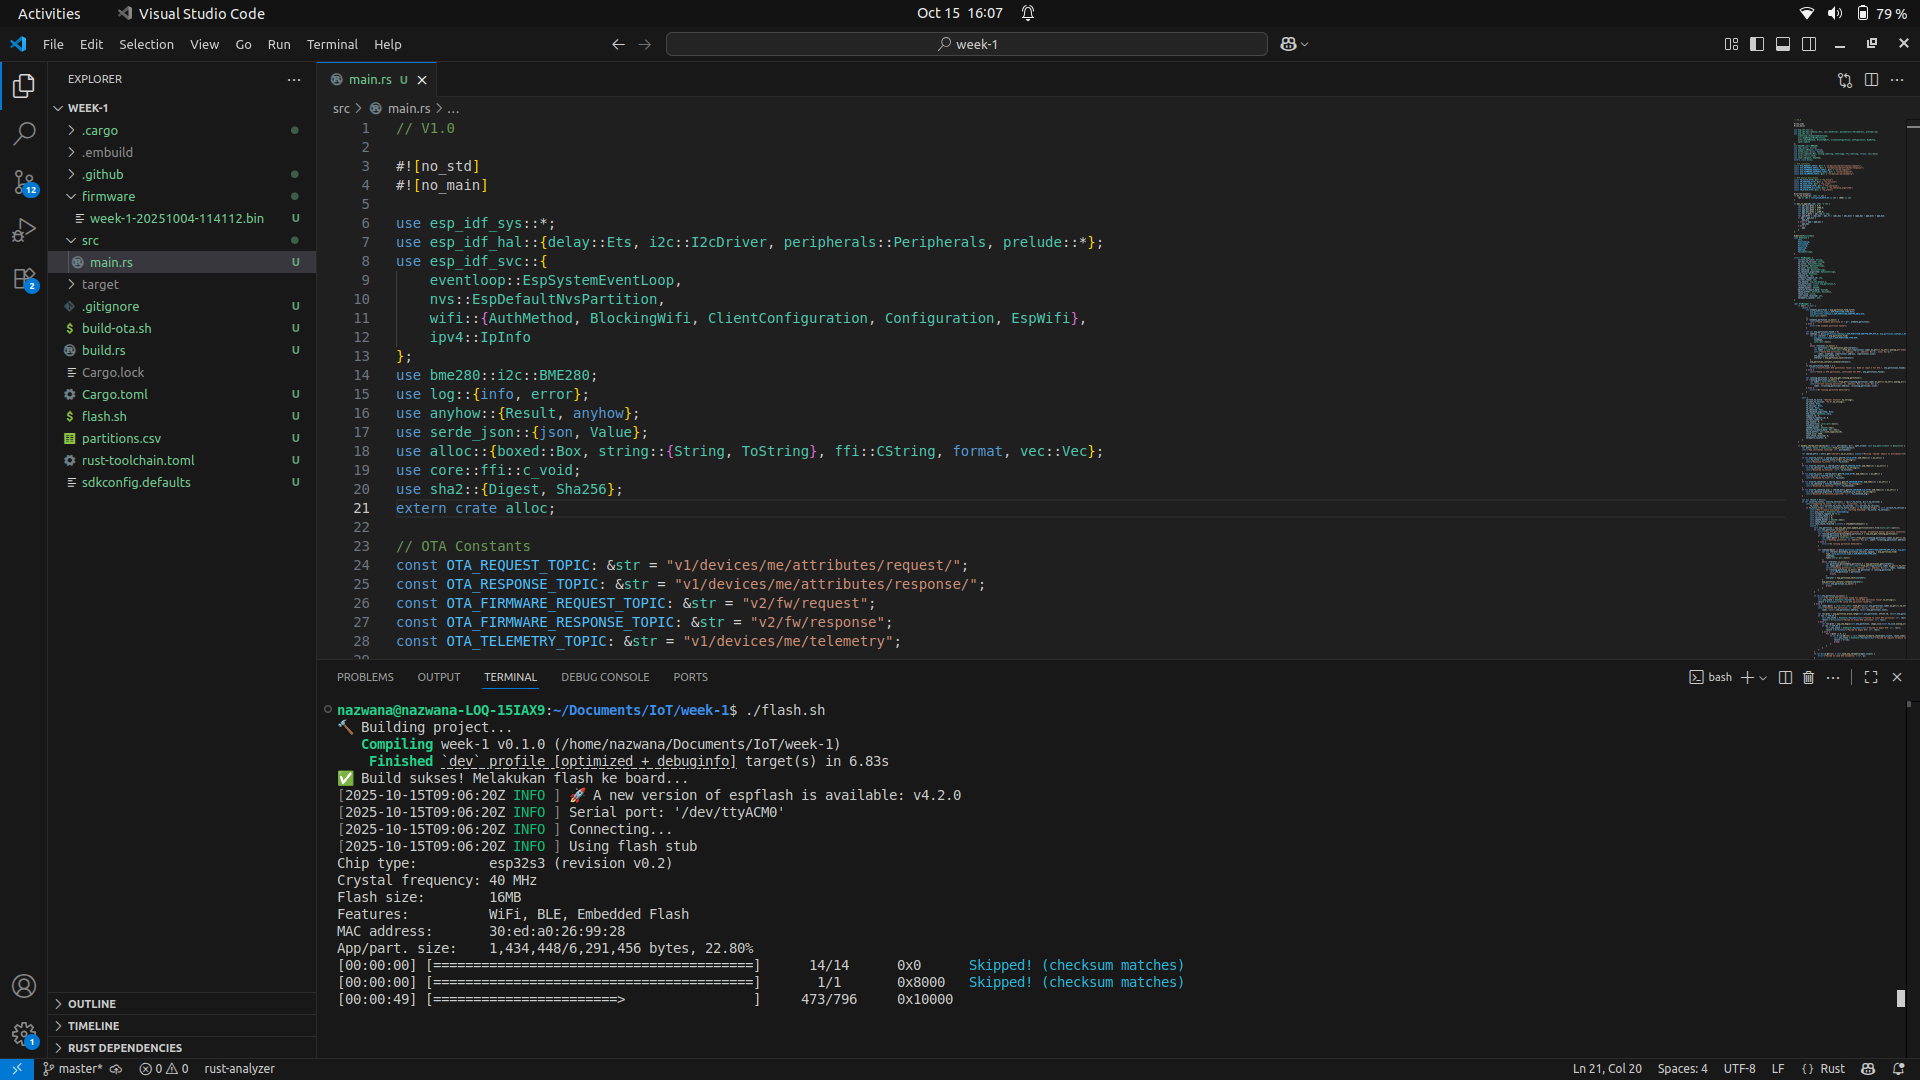 Activities
Visual Studio Code
Oct 15 16:07
79 %
File Edit Selection View Go Run Terminal Help
week-1
EXPLORER
WEEK-1
.cargo
.embuild
.github
firmware
week-1-20251004-114112.bin U
src
main.rs U
target
.gitignore U
build-ota.sh U
build.rs U
Cargo.lock
Cargo.toml U
flash.sh U
partitions.csv U
rust-toolchain.toml U
sdkconfig.defaults U
OUTLINE
TIMELINE
RUST DEPENDENCIES
12
2
1
main.rs U
src > main.rs > ...
1 // V1.0
2
3 #![no_std]
4 #![no_main]
5
6 use esp_idf_sys::*;
7 use esp_idf_hal::{delay::Ets, i2c::I2cDriver, peripherals::Peripherals, prelude::*};
8 use esp_idf_svc::{
9 eventloop::EspSystemEventLoop,
10 nvs::EspDefaultNvsPartition,
11 wifi::{AuthMethod, BlockingWifi, ClientConfiguration, Configuration, EspWifi},
12 ipv4::IpInfo
13 };
14 use bme280::i2c::BME280;
15 use log::{info, error};
16 use anyhow::{Result, anyhow};
17 use serde_json::{json, Value};
18 use alloc::{boxed::Box, string::{String, ToString}, ffi::CString, format, vec::Vec};
19 use core::ffi::c_void;
20 use sha2::{Digest, Sha256};
21 extern crate alloc;
22
23 // OTA Constants
24 const OTA_REQUEST_TOPIC: &str = "v1/devices/me/attributes/request/";
25 const OTA_RESPONSE_TOPIC: &str = "v1/devices/me/attributes/response/";
26 const OTA_FIRMWARE_REQUEST_TOPIC: &str = "v2/fw/request";
27 const OTA_FIRMWARE_RESPONSE_TOPIC: &str = "v2/fw/response";
28 const OTA_TELEMETRY_TOPIC: &str = "v1/devices/me/telemetry";
PROBLEMS OUTPUT TERMINAL DEBUG CONSOLE PORTS
bash
nazwana@nazwana-LOQ-15IAX9:~/Documents/IoT/week-1$ ./flash.sh
🔨 Building project...
Compiling week-1 v0.1.0 (/home/nazwana/Documents/IoT/week-1)
Finished `dev` profile [optimized + debuginfo] target(s) in 6.83s
✅ Build sukses! Melakukan flash ke board...
[2025-10-15T09:06:20Z INFO ] 🚀 A new version of espflash is available: v4.2.0
[2025-10-15T09:06:20Z INFO ] Serial port: '/dev/ttyACM0'
[2025-10-15T09:06:20Z INFO ] Connecting...
[2025-10-15T09:06:20Z INFO ] Using flash stub
Chip type: esp32s3 (revision v0.2)
Crystal frequency: 40 MHz
Flash size: 16MB
Features: WiFi, BLE, Embedded Flash
MAC address: 30:ed:a0:26:99:28
App/part. size: 1,434,448/6,291,456 bytes, 22.80%
[00:00:00] [========================================] 14/14 0x0 Skipped! (checksum matches)
[00:00:00] [========================================] 1/1 0x8000 Skipped! (checksum matches)
[00:00:49] [=======================> ] 473/796 0x10000
master* 0 0 rust-analyzer
Ln 21, Col 20 Spaces: 4 UTF-8 LF {} Rust